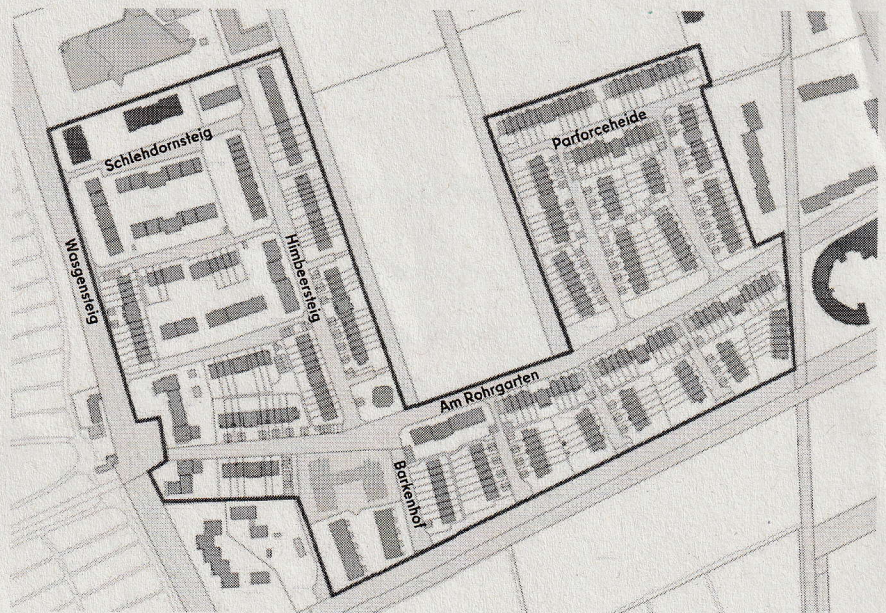 Schlehdornsteig
Parforceheide
Wasgensteig
Himbeersteig
Am Rohrgarten
Barkenhof